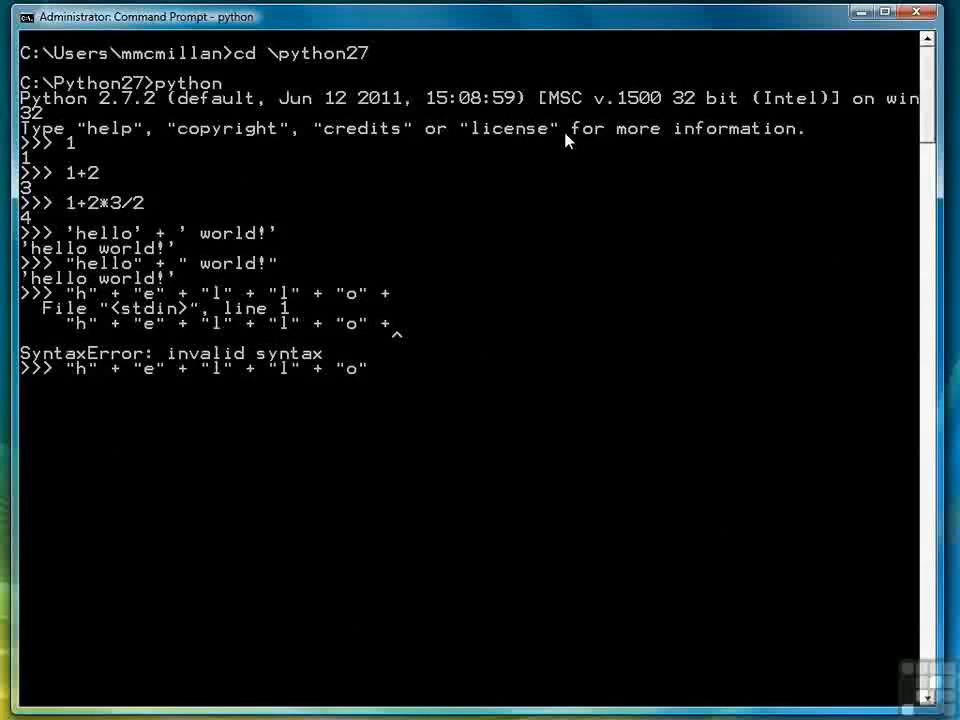 Administrator: Command Prompt - python
C:\Users\mmcmillan>cd \python27
C:\Python27>python
Python 2.7.2 (default, Jun 12 2011, 15:08:59) [MSC v.1500 32 bit (Intel)] on win
32
Type "help", "copyright", "credits" or "license" for more information.
>>> 1
1
>>> 1+2
3
>>> 1+2*3/2
4
>>> 'hello' + ' world!'
'hello world!'
>>> "hello" + " world!"
'hello world!'
>>> "h" + "e" + "l" + "l" + "o" +
  File "<stdin>", line 1
    "h" + "e" + "l" + "l" + "o" +
                                  ^
SyntaxError: invalid syntax
>>> "h" + "e" + "l" + "l" + "o"